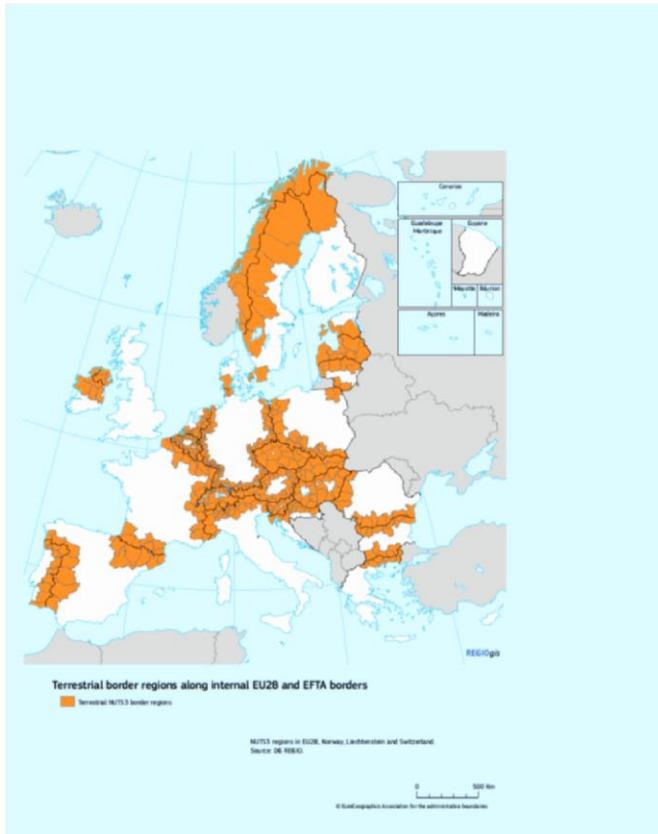 Canarias
Guadeloupe
Martinique
Guyane
Mayotte
Réunion
Açores
Madeira
REGIOgis
Terrestrial border regions along internal EU28 and EFTA borders
Terrestrial NUTS3 border regions
NUTS3 regions in EU28, Norway, Liechtenstein and Switzerland.
Source: DG REGIO.
0 500 Km
© EuroGeographics Association for the administrative boundaries